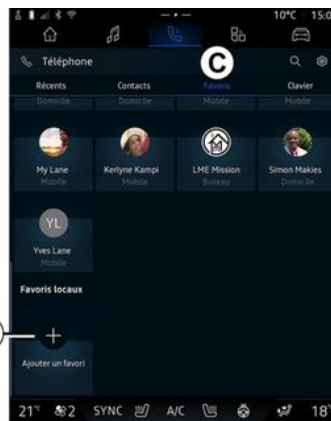 10°C 15:0
Téléphone
C
Récents Contacts Favoris Clavier
Domicile Domicile Mobile Mobile
My Lane Kerlyne Kampi LME Mission Simon Makies
Mobile Mobile Bureau Domicile
YL
Yves Lane
Mobile
Favoris locaux
Ajouter un favori
21°c 2 SYNC A/C 18°